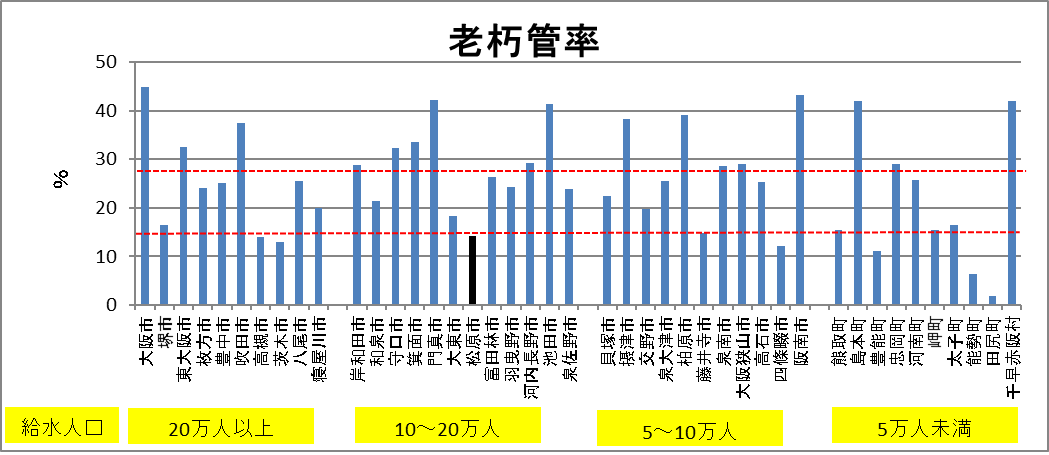 老朽管率
%
50
40
30
20
10
0
大阪市
堺市
東大阪市
枚方市
豊中市
吹田市
高槻市
茨木市
八尾市
寝屋川市
岸和田市
和泉市
守口市
箕面市
門真市
大東市
松原市
富田林市
羽曳野市
河内長野市
池田市
泉佐野市
貝塚市
摂津市
交野市
泉大津市
柏原市
藤井寺市
泉南市
大阪狭山市
高石市
四條畷市
阪南市
熊取町
島本町
豊能町
忠岡町
河南町
岬町
太子町
能勢町
田尻町
千早赤阪村
給水人口
20万人以上
10～20万人
5～10万人
5万人未満